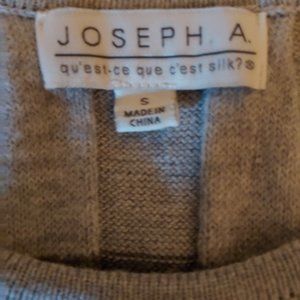 JOSEPH A.
qu'est-ce que c'est silk?®
S
MADE IN
CHINA